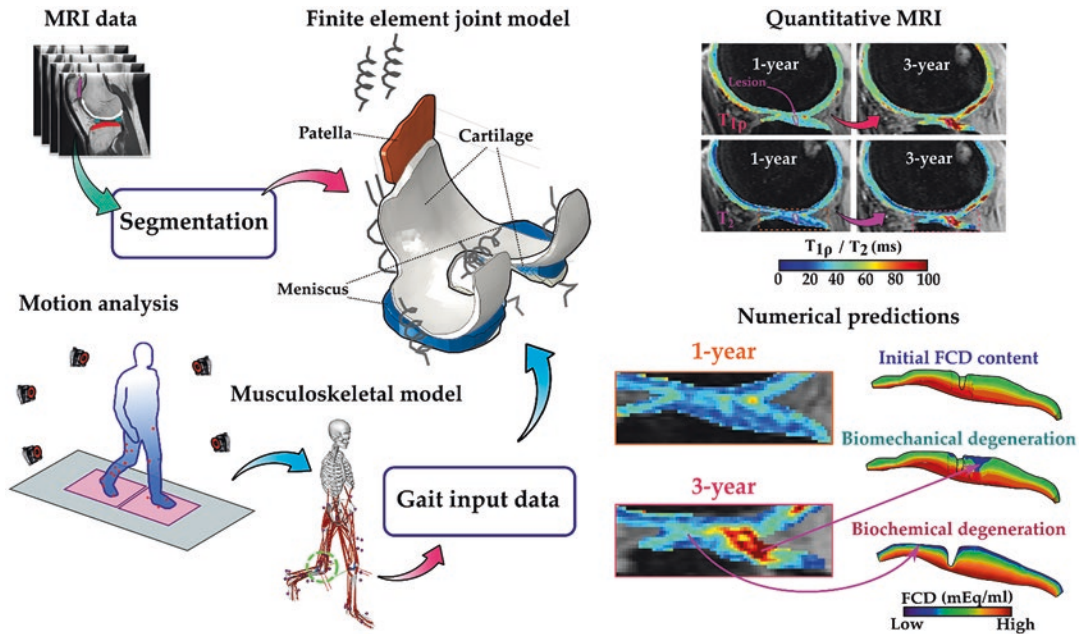 MRI data
Segmentation
Finite element joint model
Patella
Cartilage
Meniscus
Motion analysis
Musculoskeletal model
Gait input data
Quantitative MRI
1-year
3-year
Lesion
T1ρ
1-year
3-year
T2
T1ρ / T2 (ms)
0 20 40 60 80 100
Numerical predictions
1-year
Initial FCD content
Biomechanical degeneration
3-year
Biochemical degeneration
FCD (mEq/ml)
Low High